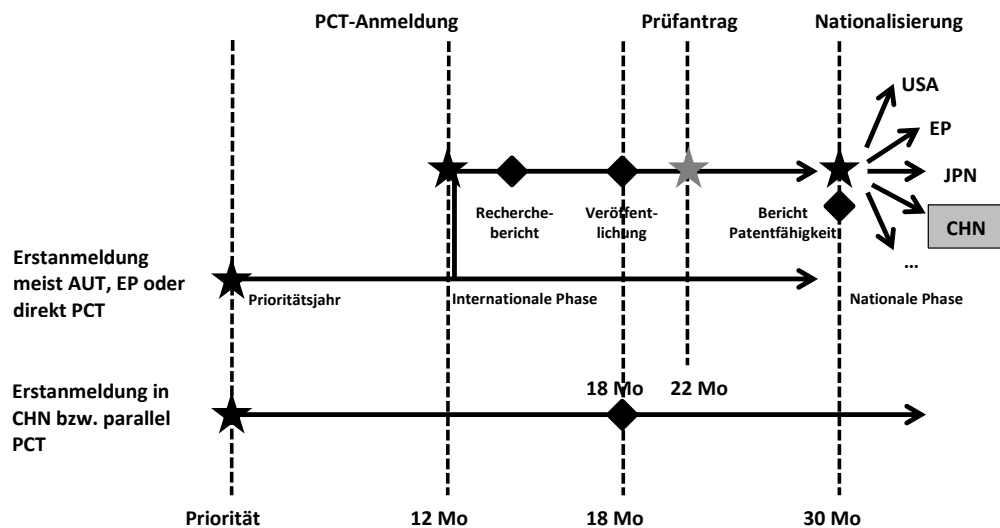 PCT-Anmeldung
Prüfantrag
Nationalisierung
USA
EP
JPN
CHN
...
Recherche-
bericht
Veröffent-
lichung
Bericht
Patentfähigkeit
Erstanmeldung
meist AUT, EP oder
direkt PCT
Prioritätsjahr
Internationale Phase
Nationale Phase
Erstanmeldung in
CHN bzw. parallel
PCT
18 Mo
22 Mo
Priorität
12 Mo
18 Mo
30 Mo